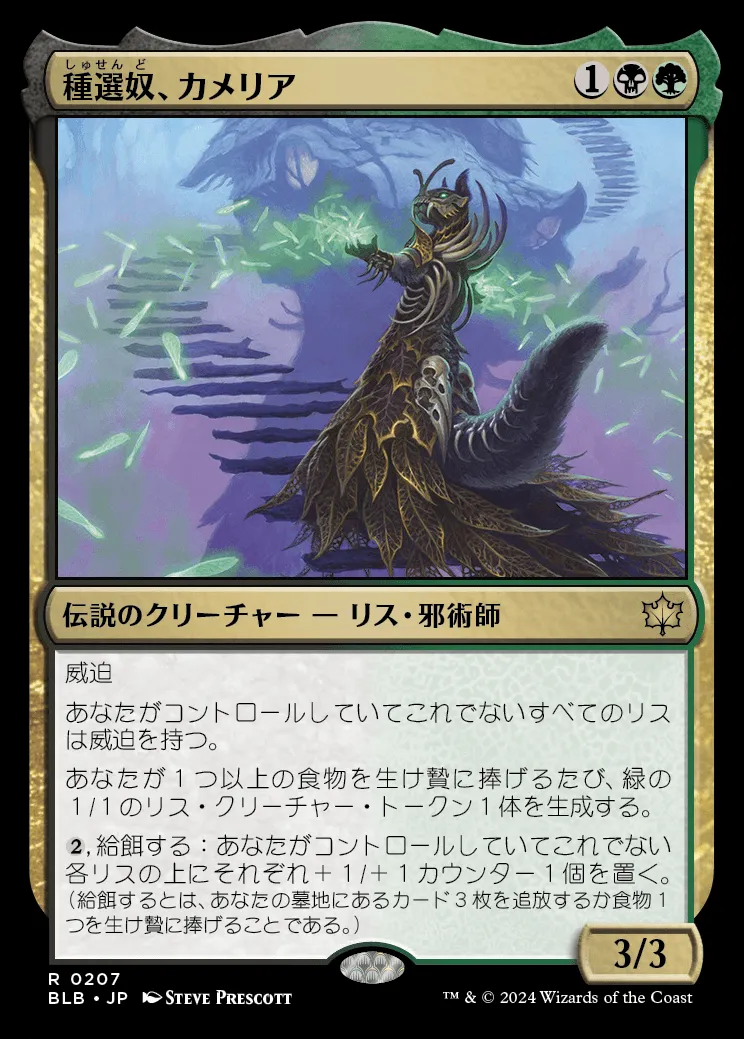 しゅせんど
種選奴、カメリア
1
伝説のクリーチャー — リス・邪術師
威迫
あなたがコントロールしていてこれでないすべてのリス
は威迫を持つ。
あなたが1つ以上の食物を生け贄に捧げるたび、緑の
1/1のリス・クリーチャー・トークン1体を生成する。
2,給餌する：あなたがコントロールしていてこれでない
各リスの上にそれぞれ＋1/＋1カウンター1個を置く。
（給餌するとは、あなたの墓地にあるカード3枚を追放するか食物1
つを生け贄に捧げることである。）
3/3
R 0207
BLB • JP STEVE PRESCOTT
™ & © 2024 Wizards of the Coast